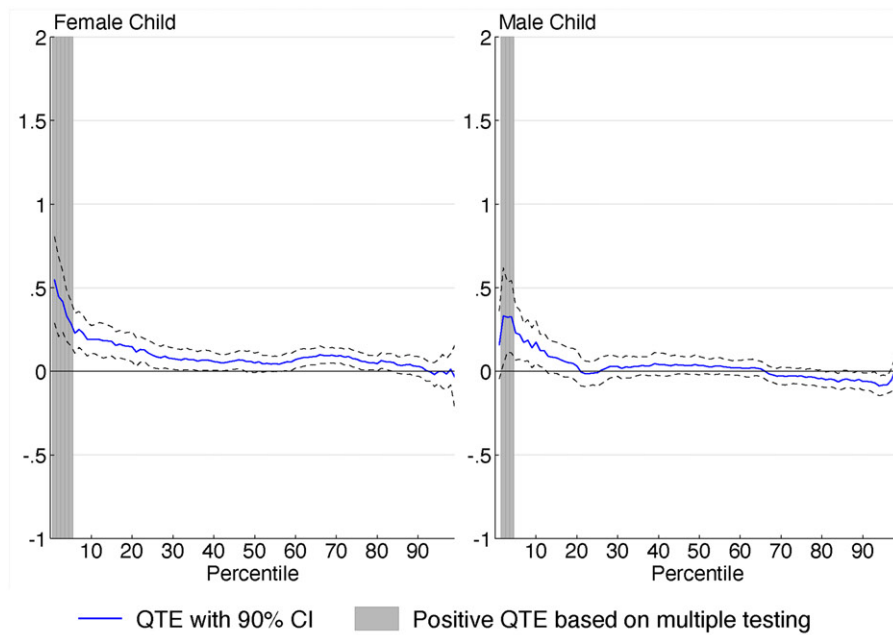 Female Child
2
1.5
1
.5
0
-.5
-1
10 20 30 40 50 60 70 80 90
Percentile
Male Child
2
1.5
1
.5
0
-.5
-1
10 20 30 40 50 60 70 80 90
Percentile
QTE with 90% CI
Positive QTE based on multiple testing